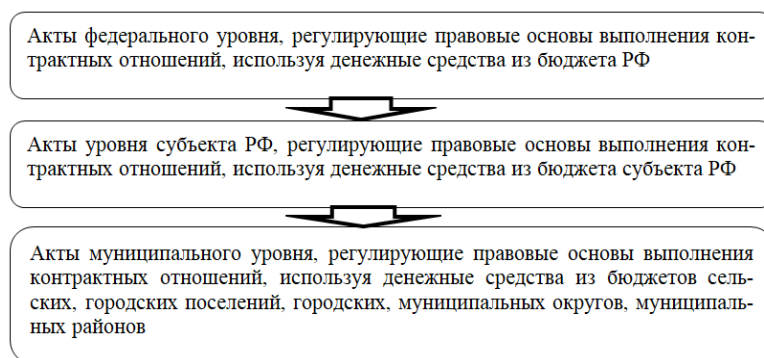 Акты федерального уровня, регулирующие правовые основы выполнения кон-
трактных отношений, используя денежные средства из бюджета РФ
Акты уровня субъекта РФ, регулирующие правовые основы выполнения кон-
трактных отношений, используя денежные средства из бюджета субъекта РФ
Акты муниципального уровня, регулирующие правовые основы выполнения
контрактных отношений, используя денежные средства из бюджетов сель-
ских, городских поселений, городских, муниципальных округов, муниципаль-
ных районов